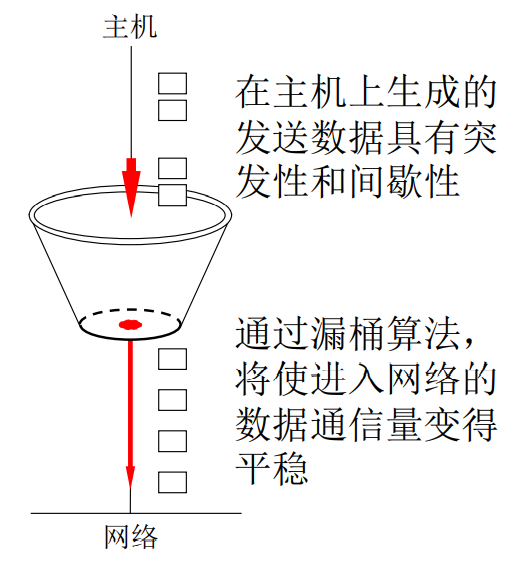 主机
在主机上生成的
发送数据具有突
发性和间歇性
通过漏桶算法，
将使进入网络的
数据通信量变得
平稳
网络